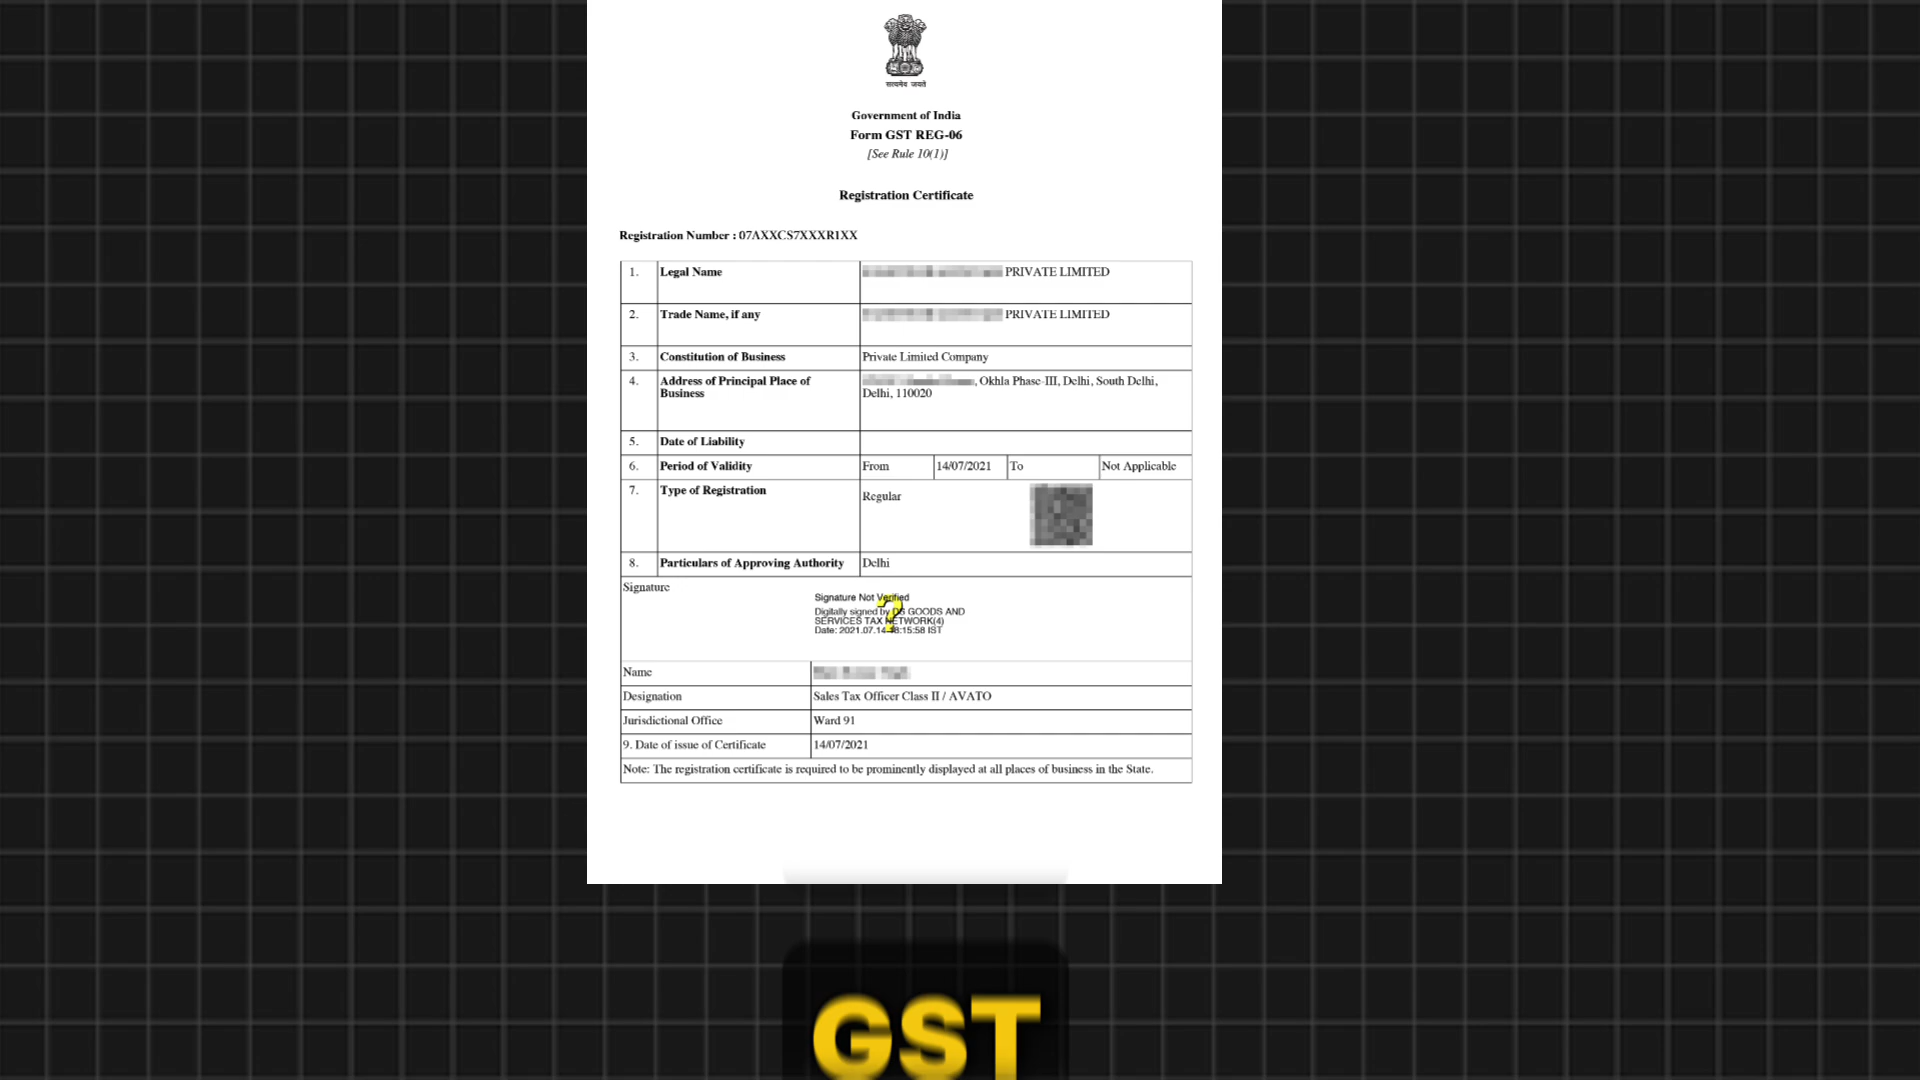 सत्यमेव जयते
Government of India
Form GST REG-06
[See Rule 10(1)]
Registration Certificate
Registration Number : 07AXXCS7XXXR1XX
1. Legal Name PRIVATE LIMITED
2. Trade Name, if any PRIVATE LIMITED
3. Constitution of Business Private Limited Company
4. Address of Principal Place of Business , Okhla Phase-III, Delhi, South Delhi,
Delhi, 110020
5. Date of Liability
6. Period of Validity From 14/07/2021 To Not Applicable
7. Type of Registration Regular
8. Particulars of Approving Authority Delhi
Signature
Signature Not Verified
Digitally signed by DS GOODS AND
SERVICES TAX NETWORK(4)
Date: 2021.07.14 18:15:58 IST
Name
Designation Sales Tax Officer Class II / AVATO
Jurisdictional Office Ward 91
9. Date of issue of Certificate 14/07/2021
Note: The registration certificate is required to be prominently displayed at all places of business in the State.
GST